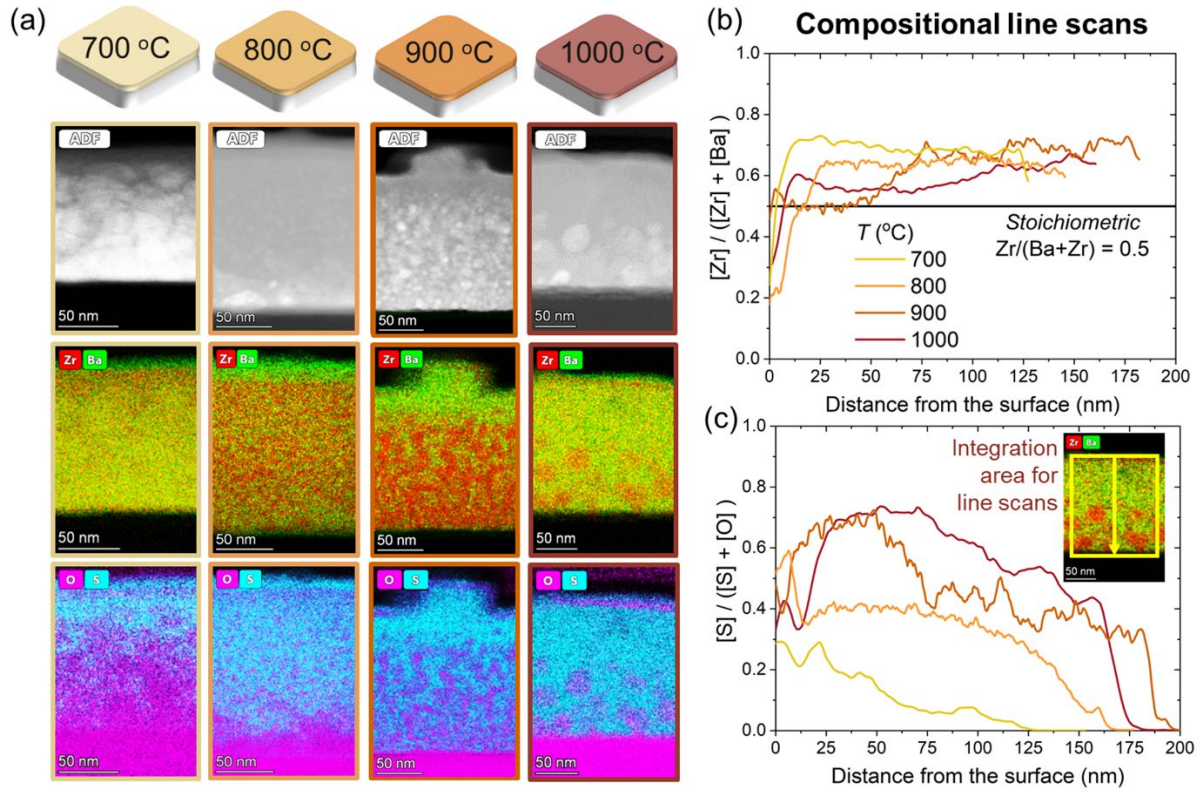 (a)
700 °C
800 °C
900 °C
1000 °C
ADF
ADF
ADF
ADF
50 nm
50 nm
50 nm
50 nm
Zr Ba
Zr Ba
Zr Ba
Zr Ba
50 nm
50 nm
50 nm
50 nm
O S
O S
O S
O S
50 nm
50 nm
50 nm
50 nm
(b)
Compositional line scans
[Zr] / ([Zr] + [Ba])
1.0
0.8
0.6
0.4
0.2
0.0
Stoichiometric
Zr/(Ba+Zr) = 0.5
T (°C)
700
800
900
1000
0 25 50 75 100 125 150 175 200
Distance from the surface (nm)
(c)
[S] / ([S] + [O] )
1.0
0.8
0.6
0.4
0.2
0.0
Integration
area for
line scans
Zr Ba
50 nm
0 25 50 75 100 125 150 175 200
Distance from the surface (nm)